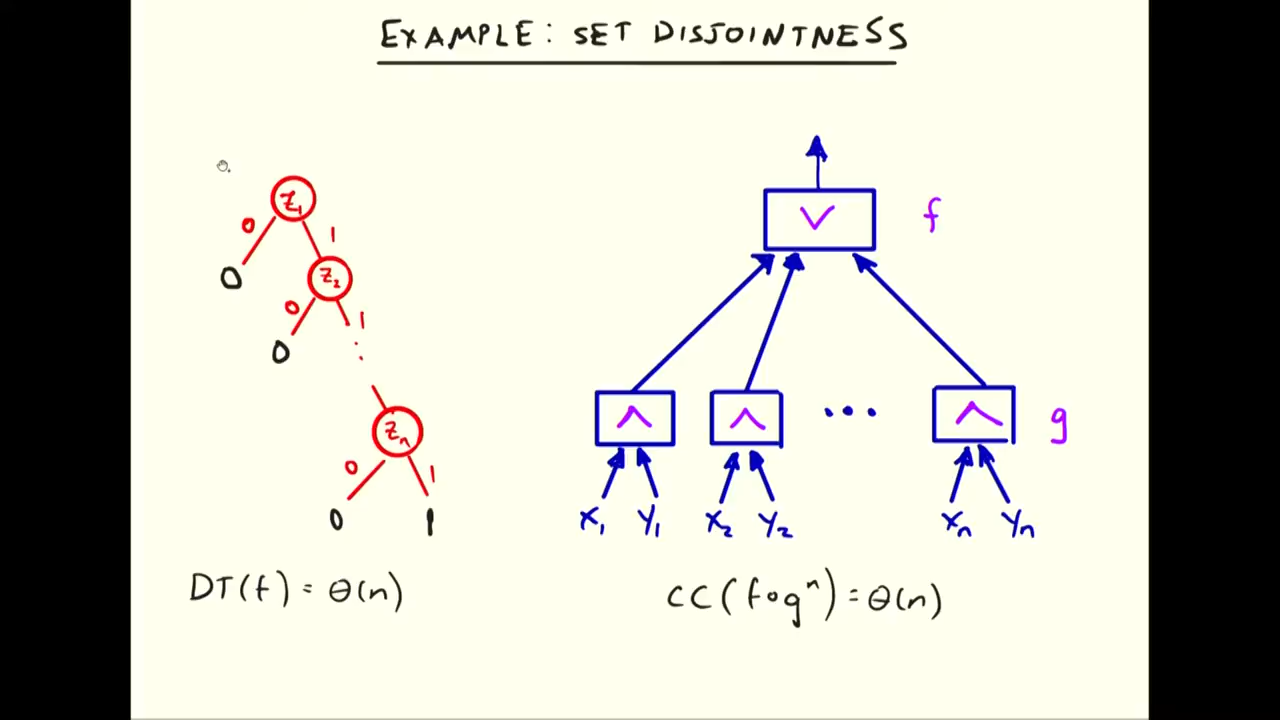 EXAMPLE: SET DISJOINTNESS
z₁
0 1
0 z₂
0 1
0 ⋮
zₙ
0 1
0 1
DT(f) = Θ(n)
∨ f
∧ ∧ ••• ∧ g
x₁ y₁ x₂ y₂ xₙ yₙ
CC(f∘gⁿ) = Θ(n)